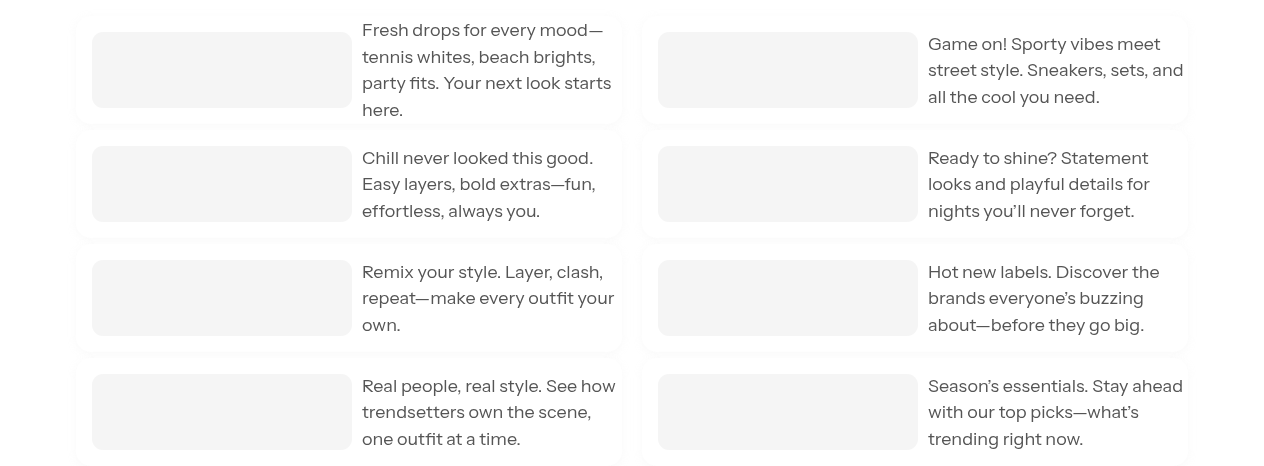 Fresh drops for every mood—
tennis whites, beach brights,
party fits. Your next look starts
here.
Game on! Sporty vibes meet
street style. Sneakers, sets, and
all the cool you need.
Chill never looked this good.
Easy layers, bold extras—fun,
effortless, always you.
Ready to shine? Statement
looks and playful details for
nights you’ll never forget.
Remix your style. Layer, clash,
repeat—make every outfit your
own.
Hot new labels. Discover the
brands everyone’s buzzing
about—before they go big.
Real people, real style. See how
trendsetters own the scene,
one outfit at a time.
Season’s essentials. Stay ahead
with our top picks—what’s
trending right now.